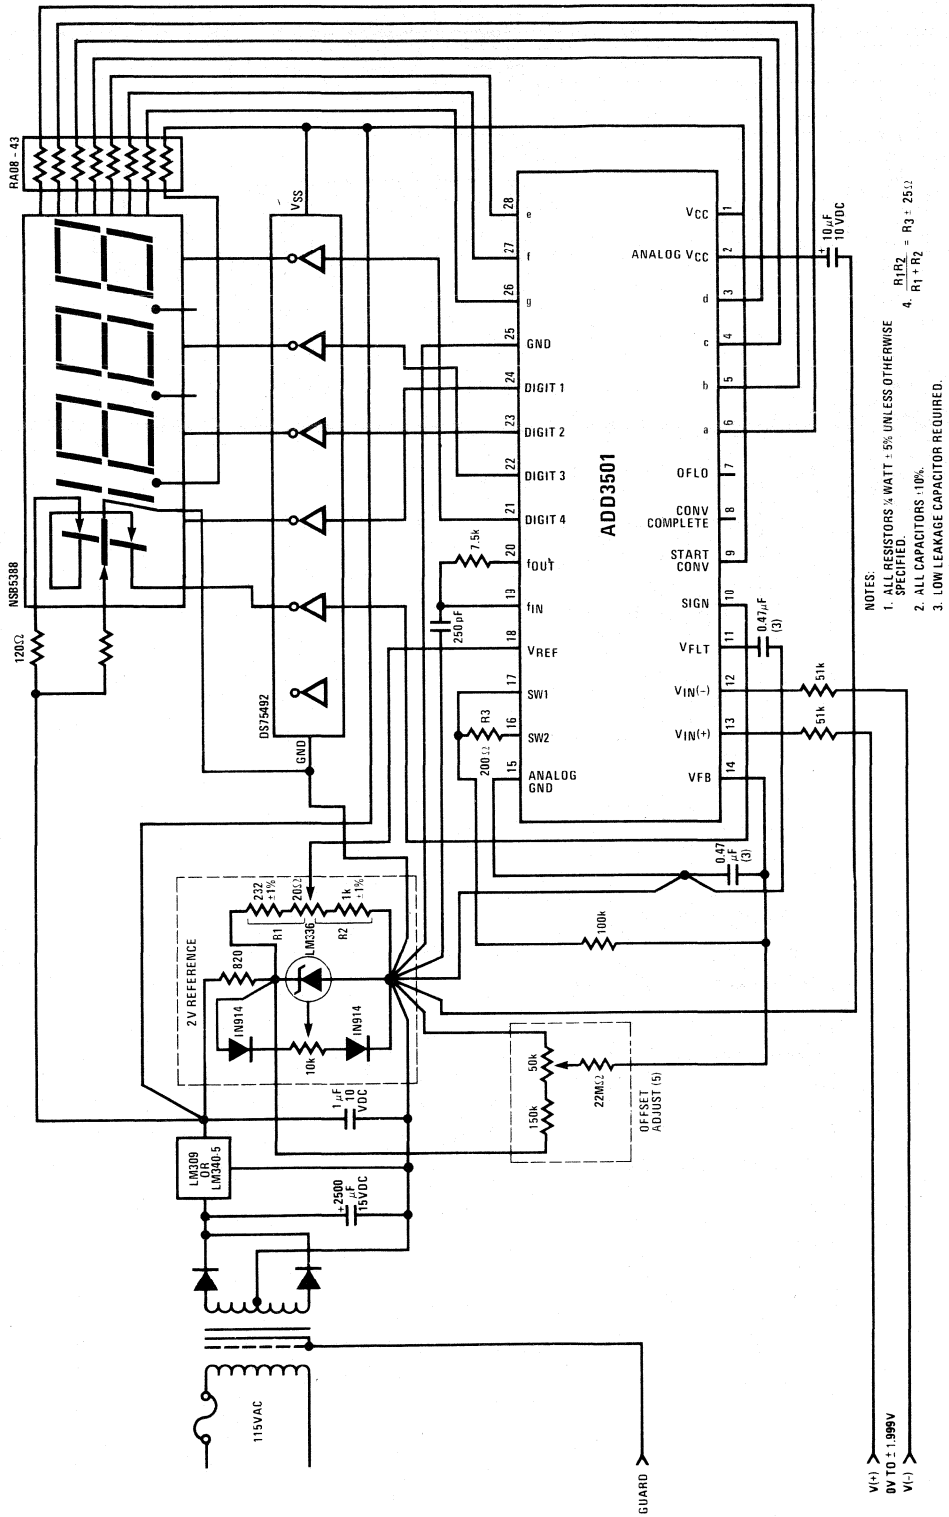 RA08 - 43
NSB5388
120Ω
DS75492
VSS
GND
28
e
27
f
26
g
25
GND
24
DIGIT 1
23
DIGIT 2
22
DIGIT 3
21
DIGIT 4
20
fOUT
19
fIN
18
VREF
17
SW1
16
SW2
15
ANALOG
GND
ADD3501
VCC
1
ANALOG VCC
2
d
3
c
4
b
5
a
6
OFLO
7
CONV
COMPLETE
8
START
CONV
9
SIGN
10
VFLT
11
VIN(-)
12
VIN(+)
13
VFB
14
7.5k
250 pF
R3
200Ω
+
10 µF
10 VDC
0.47µF
(3)
51k
51k
0.47
µF
(3)
100k
2V REFERENCE
232
±1%
20Ω
1k
±1%
R1
R2
820
LM336
IN914
10k
IN914
1 µF
10
VDC
LM309
OR
LM340-5
+2500
µF
15VDC
50k
150k
22MΩ
OFFSET
ADJUST (5)
115VAC
GUARD
V(+)
0V TO ± 1.999V
V(-)
NOTES:
1. ALL RESISTORS ¼ WATT ± 5% UNLESS OTHERWISE
SPECIFIED.
2. ALL CAPACITORS ±10%.
3. LOW LEAKAGE CAPACITOR REQUIRED.
4. R1R2 / R1 + R2 = R3 ± 25Ω